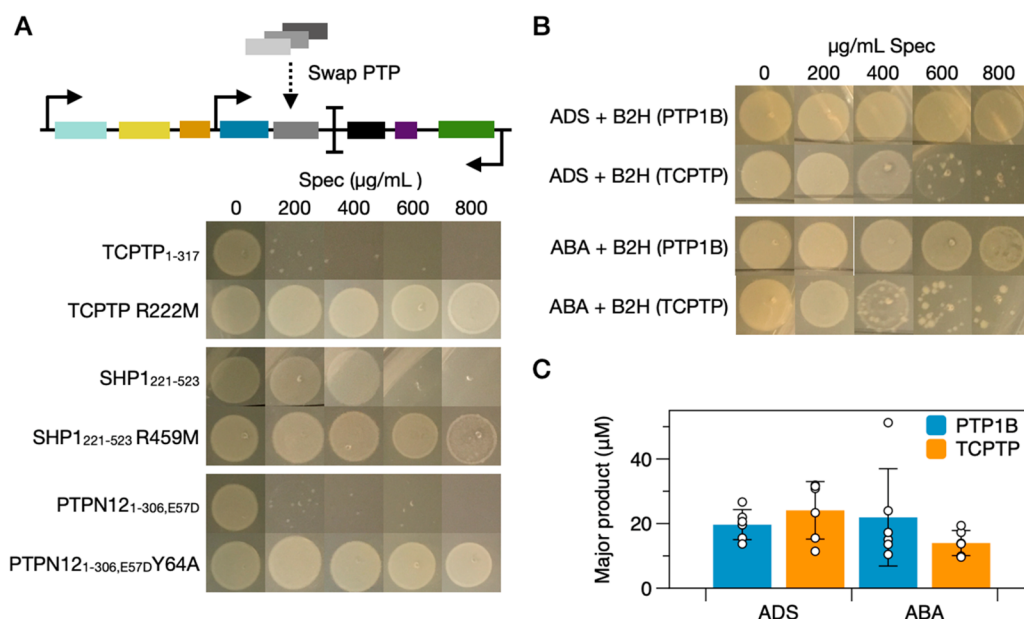 A
Swap PTP
Spec (µg/mL )
0 200 400 600 800
TCPTP1-317
TCPTP R222M
SHP1221-523
SHP1221-523 R459M
PTPN121-306,E57D
PTPN121-306,E57DY64A
B
µg/mL Spec
0 200 400 600 800
ADS + B2H (PTP1B)
ADS + B2H (TCPTP)
ABA + B2H (PTP1B)
ABA + B2H (TCPTP)
C
Major product (µM)
40
20
0
PTP1B
TCPTP
ADS ABA